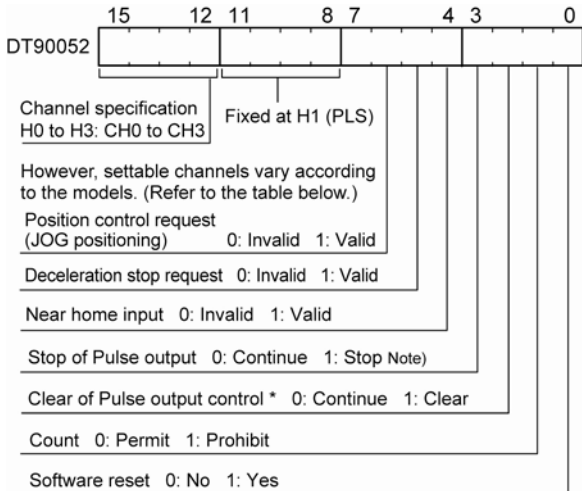 15 12 11 8 7 4 3 0
DT90052
Channel specification
H0 to H3: CH0 to CH3
Fixed at H1 (PLS)
However, settable channels vary according
to the models. (Refer to the table below.)
Position control request
(JOG positioning) 0: Invalid 1: Valid
Deceleration stop request 0: Invalid 1: Valid
Near home input 0: Invalid 1: Valid
Stop of Pulse output 0: Continue 1: Stop Note)
Clear of Pulse output control * 0: Continue 1: Clear
Count 0: Permit 1: Prohibit
Software reset 0: No 1: Yes